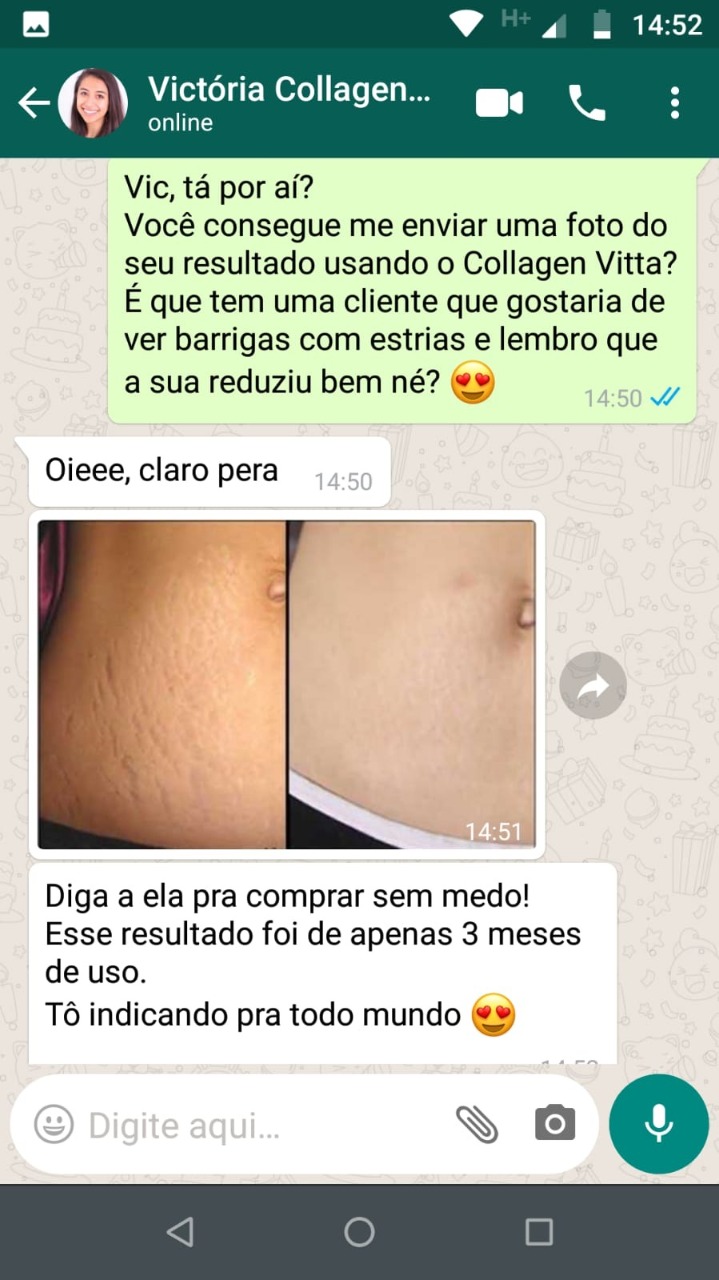 H+ 14:52
Victória Collagen...
online
Vic, tá por aí?
Você consegue me enviar uma foto do
seu resultado usando o Collagen Vitta?
É que tem uma cliente que gostaria de
ver barrigas com estrias e lembro que
a sua reduziu bem né? 😍
14:50
Oieee, claro pera
14:50
14:51
Diga a ela pra comprar sem medo!
Esse resultado foi de apenas 3 meses
de uso.
Tô indicando pra todo mundo 😍
Digite aqui...